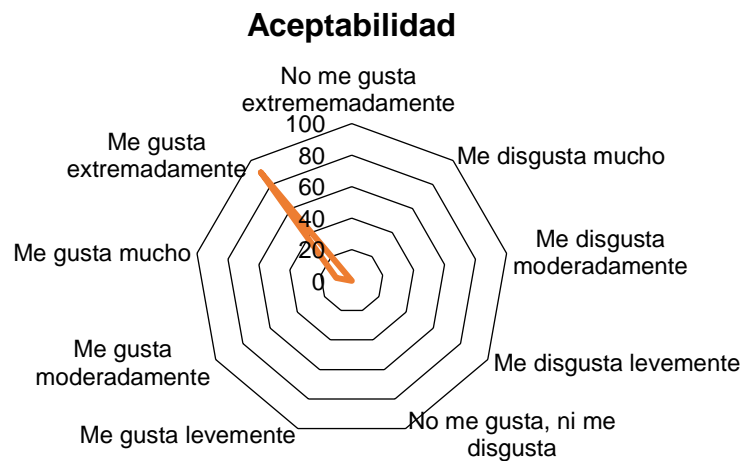 Aceptabilidad
No me gusta
extrememadamente
Me disgusta mucho
Me disgusta
moderadamente
Me disgusta levemente
No me gusta, ni me
disgusta
Me gusta levemente
Me gusta
moderadamente
Me gusta mucho
Me gusta
extremadamente
100
80
60
40
20
0